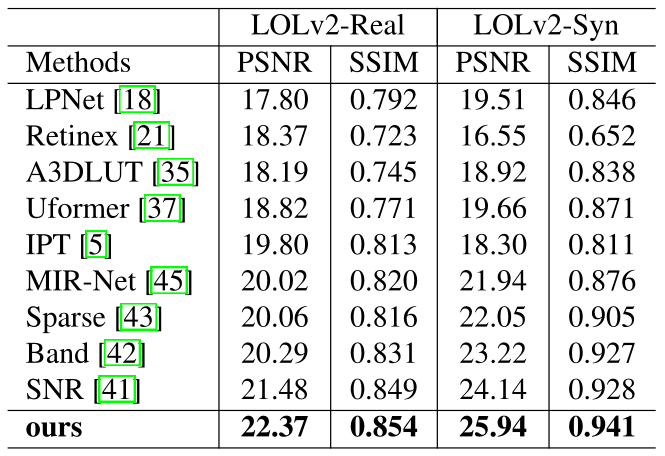 LOLv2-Real LOLv2-Syn
Methods PSNR SSIM PSNR SSIM
LPNet [18] 17.80 0.792 19.51 0.846
Retinex [21] 18.37 0.723 16.55 0.652
A3DLUT [35] 18.19 0.745 18.92 0.838
Uformer [37] 18.82 0.771 19.66 0.871
IPT [5] 19.80 0.813 18.30 0.811
MIR-Net [45] 20.02 0.820 21.94 0.876
Sparse [43] 20.06 0.816 22.05 0.905
Band [42] 20.29 0.831 23.22 0.927
SNR [41] 21.48 0.849 24.14 0.928
ours 22.37 0.854 25.94 0.941